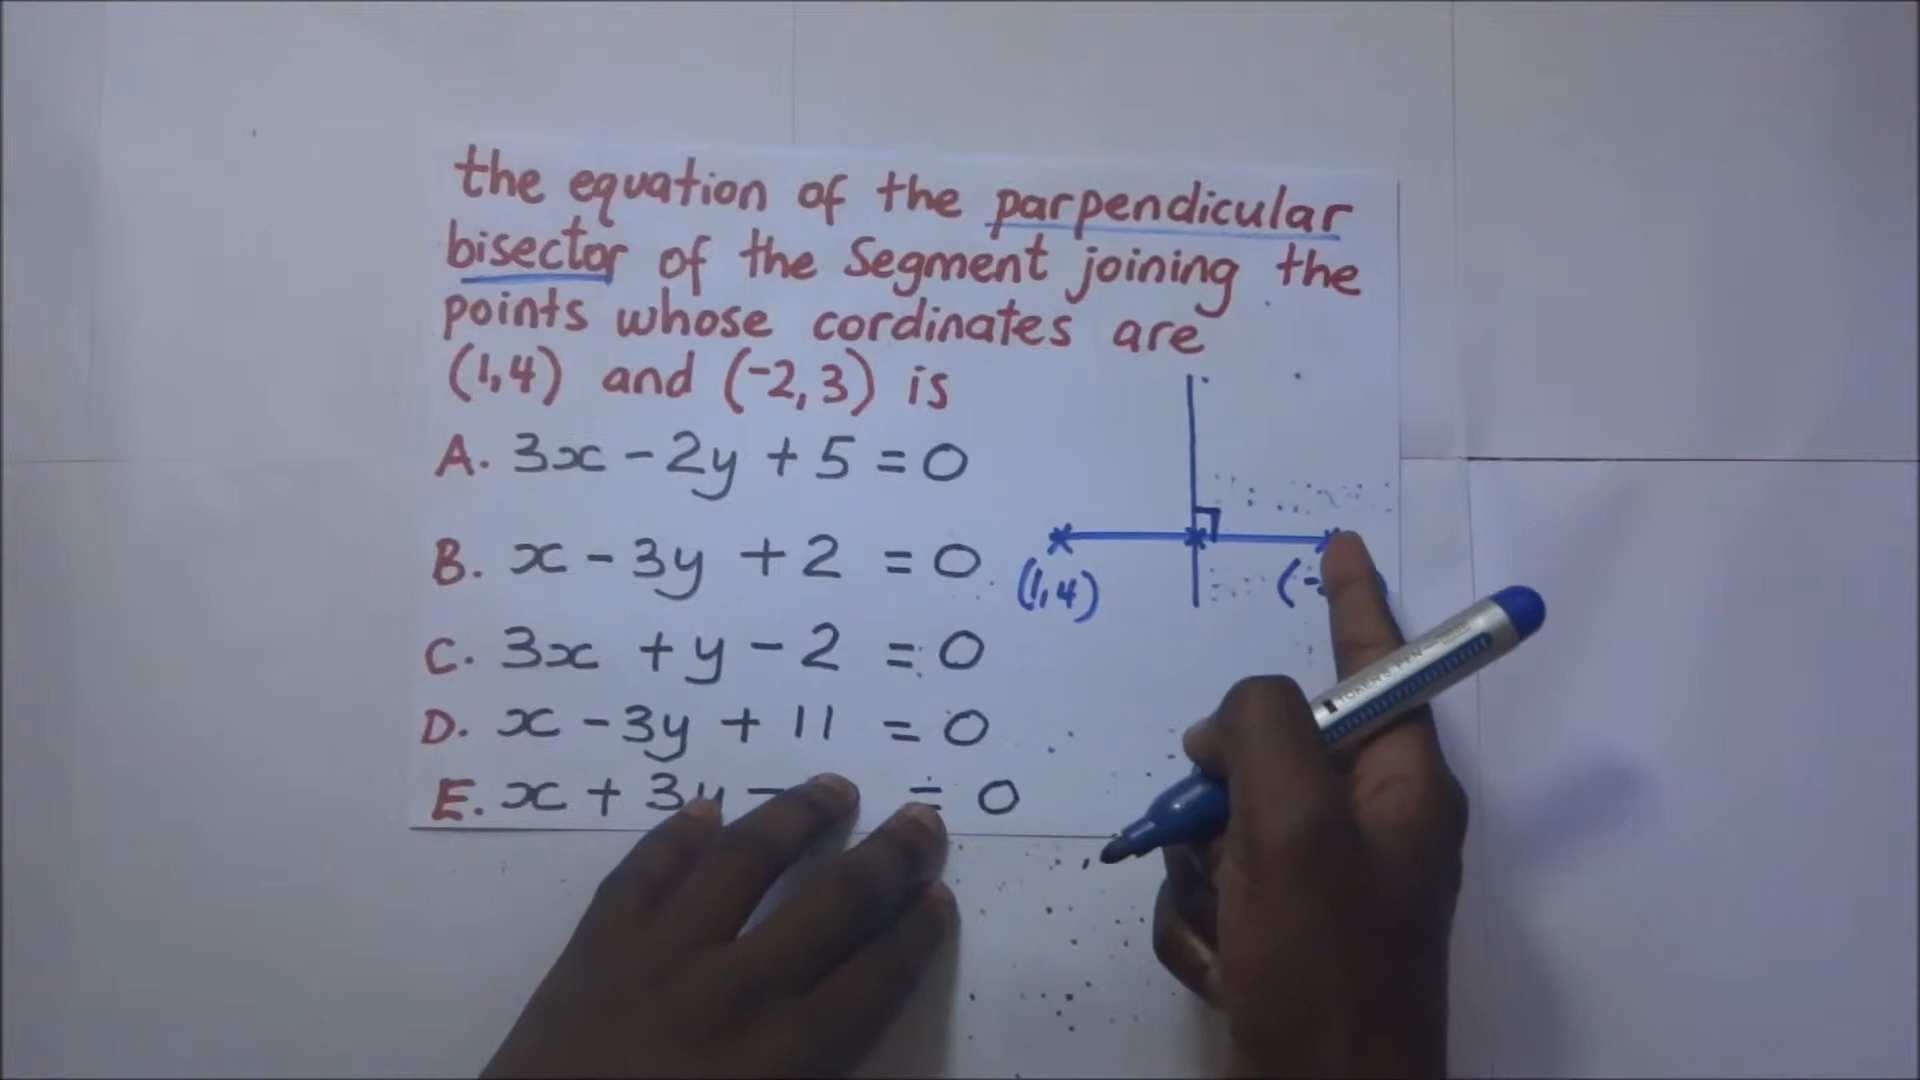 the equation of the parpendicular
bisector of the Segment joining the
points whose cordinates are
(1,4) and (-2,3) is
A. 3x - 2y + 5 = 0
B. x - 3y + 2 = 0
(1,4)
C. 3x + y - 2 = 0
D. x - 3y + 11 = 0
E. x + 3y - = 0